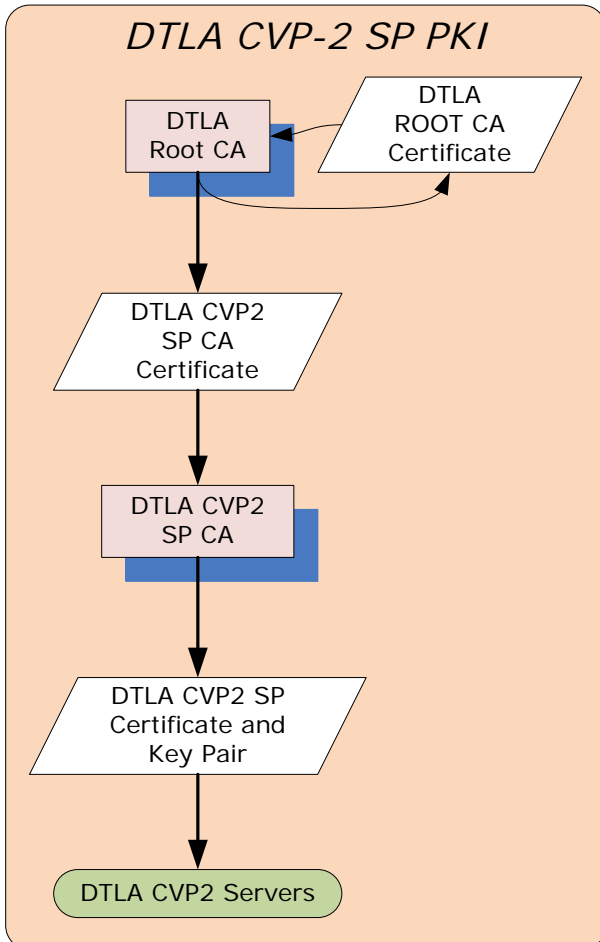 DTLA CVP-2 SP PKI
DTLA
Root CA
DTLA
ROOT CA
Certificate
DTLA CVP2
SP CA
Certificate
DTLA CVP2
SP CA
DTLA CVP2 SP
Certificate and
Key Pair
DTLA CVP2 Servers